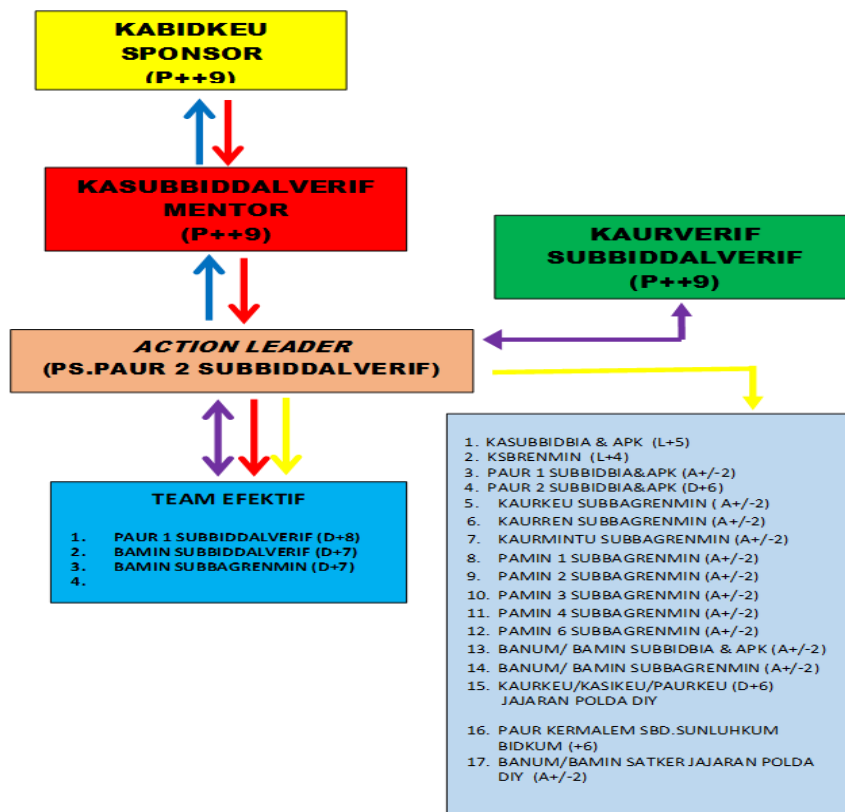 KABIDKEU
SPONSOR
(P++9)
KASUBBIDDALVERIF
MENTOR
(P++9)
KAURVERIF
SUBBIDDALVERIF
(P++9)
ACTION LEADER
(PS.PAUR 2 SUBBIDDALVERIF)
TEAM EFEKTIF
1. PAUR 1 SUBBIDDALVERIF (D+8)
2. BAMIN SUBBIDDALVERIF (D+7)
3. BAMIN SUBBAGRENMIN (D+7)
4.
1. KASUBBIDBIA & APK (L+5)
2. KSBRENMIN (L+4)
3. PAUR 1 SUBBIDBIA&APK (A+/-2)
4. PAUR 2 SUBBIDBIA&APK (D+6)
5. KAURKEU SUBBAGRENMIN ( A+/-2)
6. KAURREN SUBBAGRENMIN (A+/-2)
7. KAURMINTU SUBBAGRENMIN (A+/-2)
8. PAMIN 1 SUBBAGRENMIN (A+/-2)
9. PAMIN 2 SUBBAGRENMIN (A+/-2)
10. PAMIN 3 SUBBAGRENMIN (A+/-2)
11. PAMIN 4 SUBBAGRENMIN (A+/-2)
12. PAMIN 6 SUBBAGRENMIN (A+/-2)
13. BANUM/ BAMIN SUBBIDBIA & APK (A+/-2)
14. BANUM/ BAMIN SUBBAGRENMIN (A+/-2)
15. KAURKEU/KASIKEU/PAURKEU (D+6)
JAJARAN POLDA DIY
16. PAUR KERMALEM SBD.SUNLUHKUM
BIDKUM (+6)
17. BANUM/BAMIN SATKER JAJARAN POLDA
DIY (A+/-2)